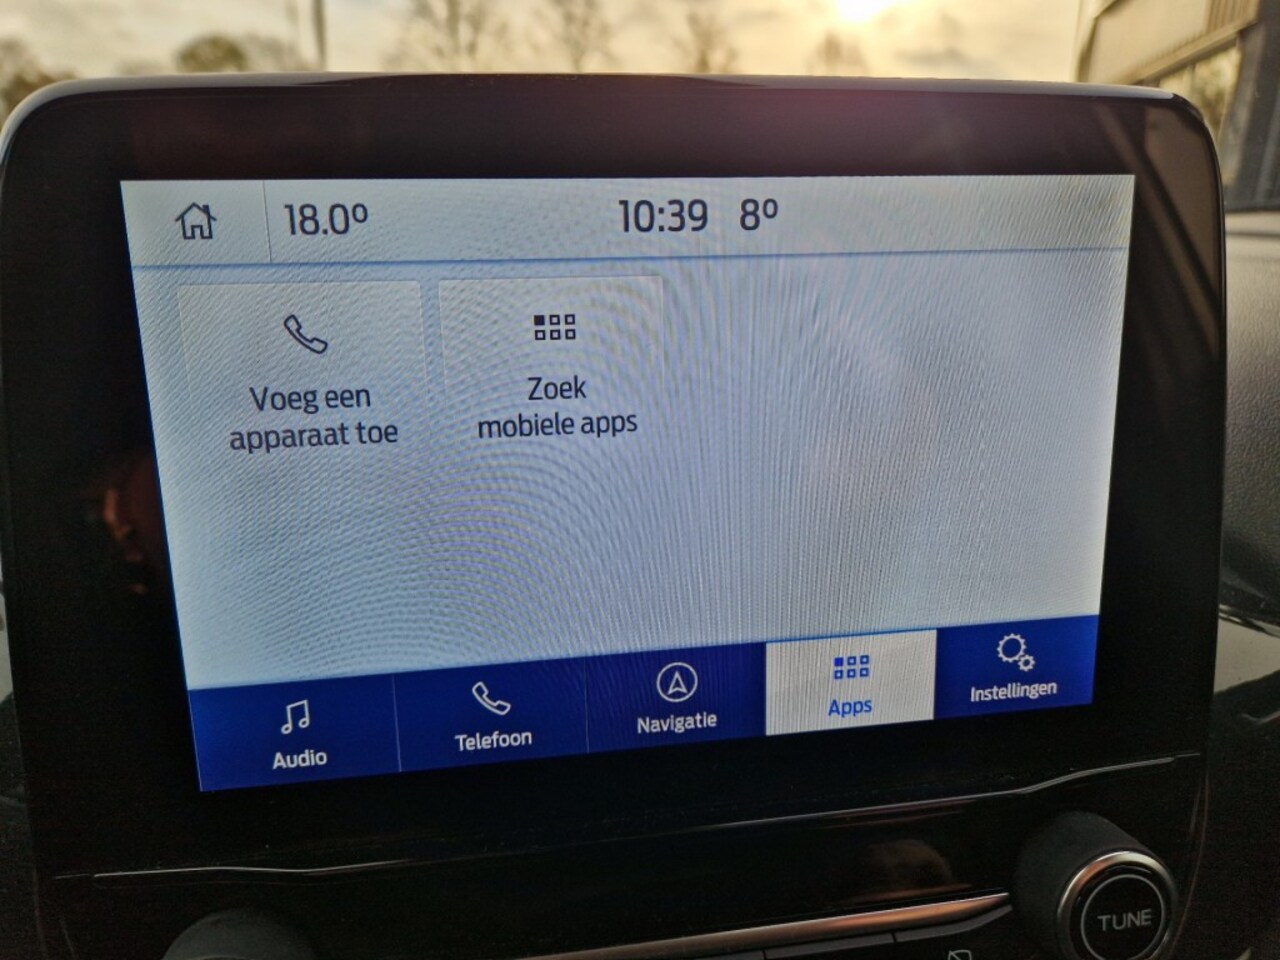 18.0º 10:39 8º
Voeg een
apparaat toe
Zoek
mobiele apps
Audio
Telefoon
Navigatie
Apps
Instellingen
TUNE